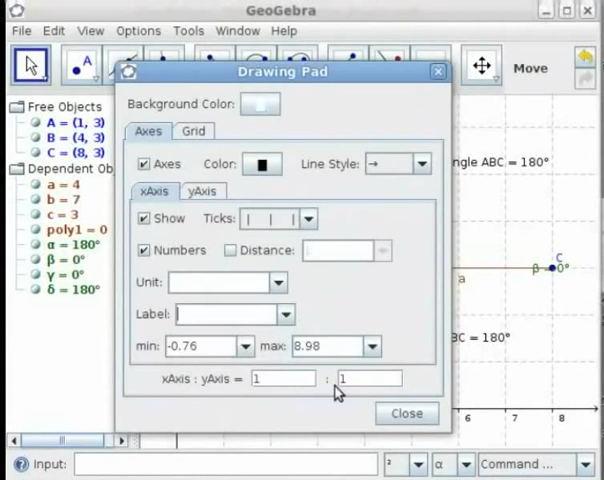 GeoGebra
File Edit View Options Tools Window Help
A
Move
Drawing Pad
Background Color:
Axes Grid
Axes Color: Line Style:
xAxis yAxis
Show Ticks:
Numbers Distance:
Unit:
Label:
min: -0.76 max: 8.98
xAxis : yAxis = 1 : 1
Close
Free Objects
A = (1, 3)
B = (4, 3)
C = (8, 3)
Dependent Obj
a = 4
b = 7
c = 3
poly1 = 0
α = 180°
β = 0°
γ = 0°
δ = 180°
ngle ABC = 180°
C
β = 0°
a
BC = 180°
6 7 8
Input: ² α Command ...